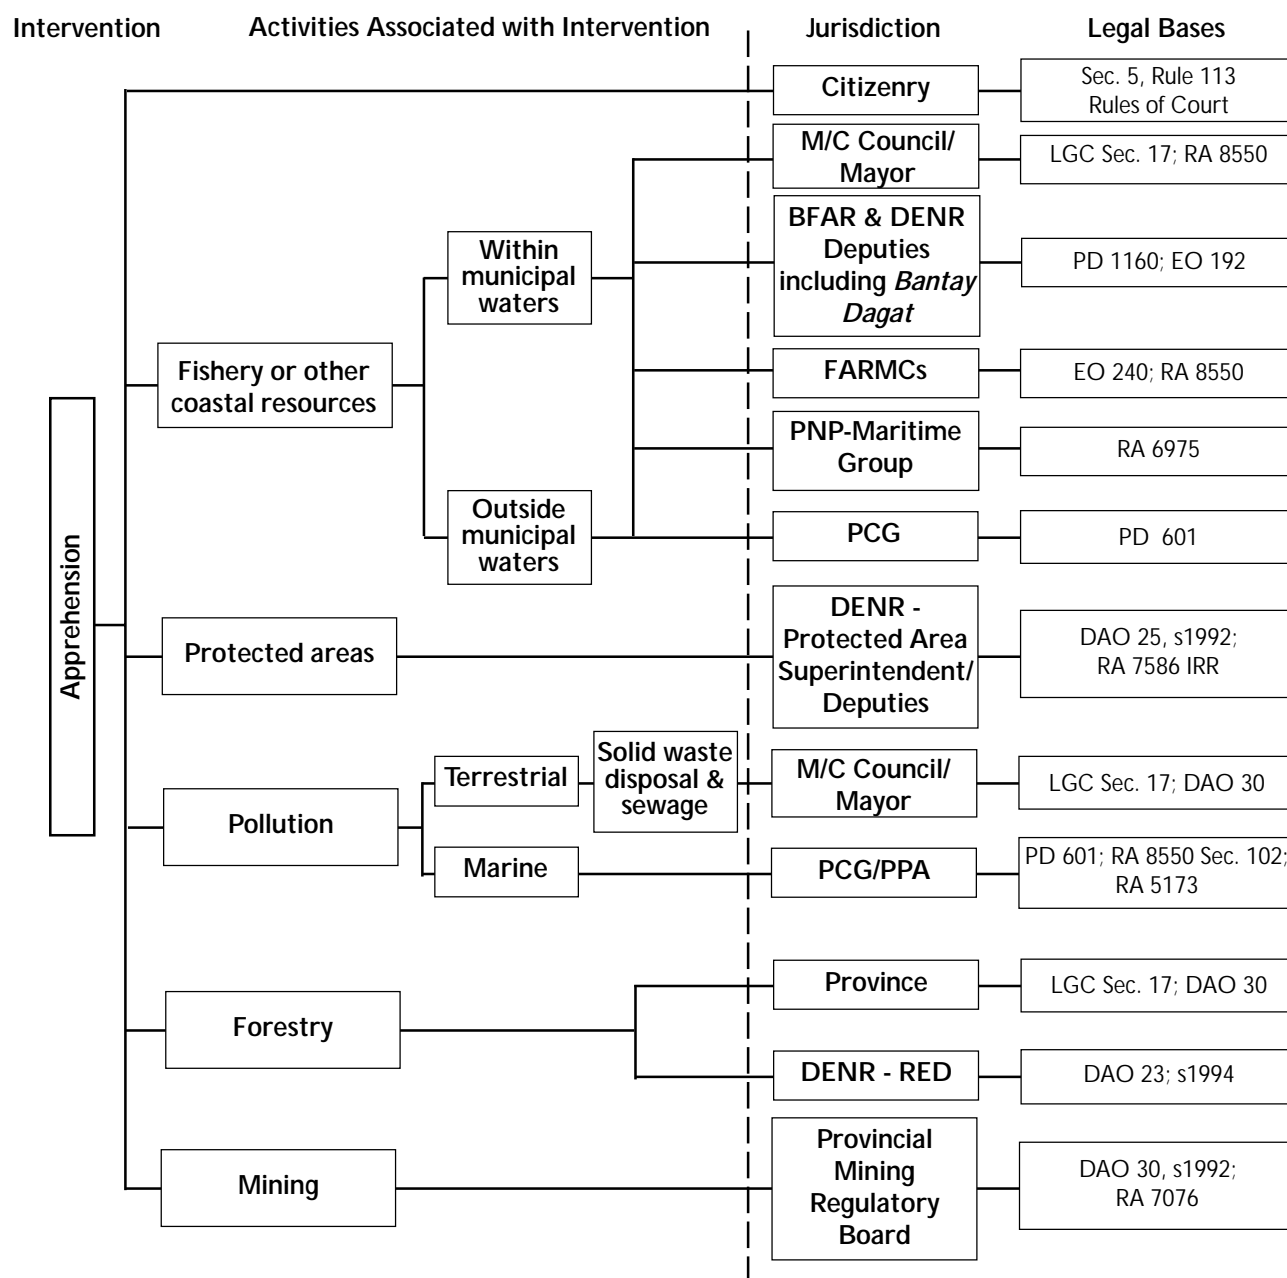 Intervention
Activities Associated with Intervention
Jurisdiction
Legal Bases
Apprehension
Citizenry
Sec. 5, Rule 113
Rules of Court
Fishery or other
coastal resources
Within
municipal
waters
Outside
municipal
waters
M/C Council/
Mayor
LGC Sec. 17; RA 8550
BFAR & DENR
Deputies
including Bantay
Dagat
PD 1160; EO 192
FARMCs
EO 240; RA 8550
PNP-Maritime
Group
RA 6975
PCG
PD 601
Protected areas
DENR -
Protected Area
Superintendent/
Deputies
DAO 25, s1992;
RA 7586 IRR
Pollution
Terrestrial
Solid waste
disposal &
sewage
M/C Council/
Mayor
LGC Sec. 17; DAO 30
Marine
PCG/PPA
PD 601; RA 8550 Sec. 102;
RA 5173
Forestry
Province
LGC Sec. 17; DAO 30
DENR - RED
DAO 23; s1994
Mining
Provincial
Mining
Regulatory
Board
DAO 30, s1992;
RA 7076